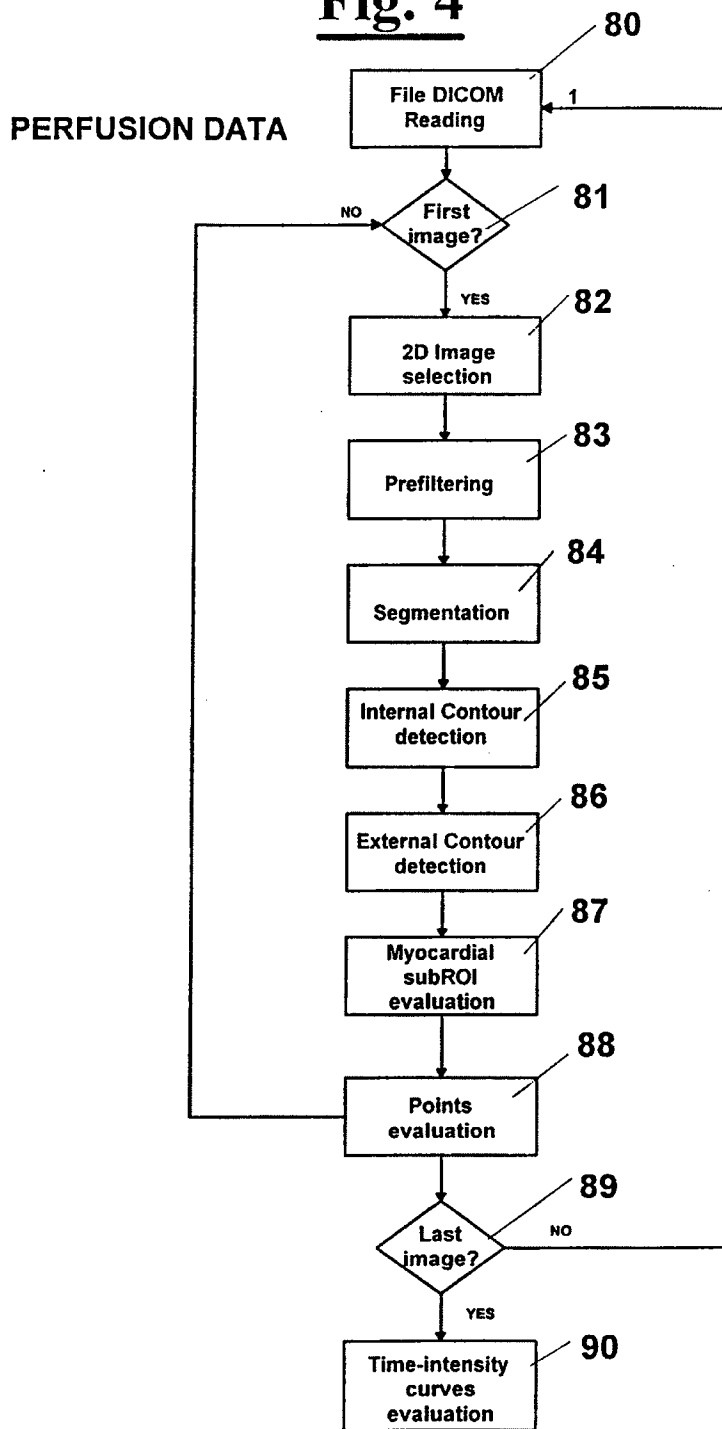 Fig. 4
80
File DICOM
Reading
1
PERFUSION DATA
81
NO
First
image?
YES
82
2D Image
selection
83
Prefiltering
84
Segmentation
85
Internal Contour
detection
86
External Contour
detection
87
Myocardial
subROI
evaluation
88
Points
evaluation
89
Last
image?
NO
YES
90
Time-intensity
curves
evaluation